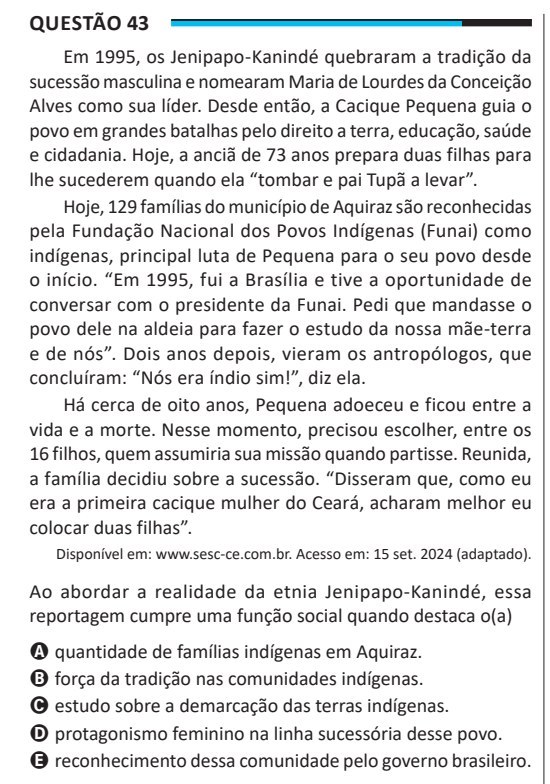 QUESTÃO 43
Em 1995, os Jenipapo-Kanindé quebraram a tradição da
sucessão masculina e nomearam Maria de Lourdes da Conceição
Alves como sua líder. Desde então, a Cacique Pequena guia o
povo em grandes batalhas pelo direito a terra, educação, saúde
e cidadania. Hoje, a anciã de 73 anos prepara duas filhas para
lhe sucederem quando ela “tombar e pai Tupã a levar”.
Hoje, 129 famílias do município de Aquiraz são reconhecidas
pela Fundação Nacional dos Povos Indígenas (Funai) como
indígenas, principal luta de Pequena para o seu povo desde
o início. “Em 1995, fui a Brasília e tive a oportunidade de
conversar com o presidente da Funai. Pedi que mandasse o
povo dele na aldeia para fazer o estudo da nossa mãe-terra
e de nós”. Dois anos depois, vieram os antropólogos, que
concluíram: “Nós era índio sim!”, diz ela.
Há cerca de oito anos, Pequena adoeceu e ficou entre a
vida e a morte. Nesse momento, precisou escolher, entre os
16 filhos, quem assumiria sua missão quando partisse. Reunida,
a família decidiu sobre a sucessão. “Disseram que, como eu
era a primeira cacique mulher do Ceará, acharam melhor eu
colocar duas filhas”.
Disponível em: www.sesc-ce.com.br. Acesso em: 15 set. 2024 (adaptado).
Ao abordar a realidade da etnia Jenipapo-Kanindé, essa
reportagem cumpre uma função social quando destaca o(a)
A quantidade de famílias indígenas em Aquiraz.
B força da tradição nas comunidades indígenas.
C estudo sobre a demarcação das terras indígenas.
D protagonismo feminino na linha sucessória desse povo.
E reconhecimento dessa comunidade pelo governo brasileiro.